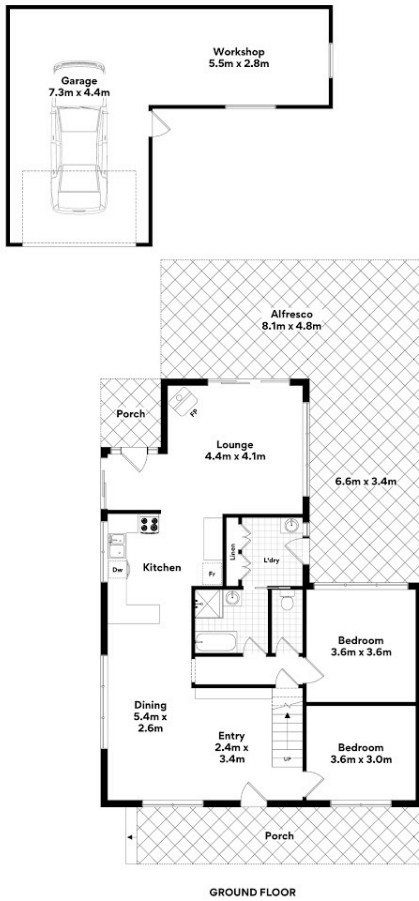 Workshop
5.5m x 2.8m
Garage
7.3m x 4.4m
Alfresco
8.1m x 4.8m
Porch
FP
Lounge
4.4m x 4.1m
6.6m x 3.4m
Linen
L'dry
Kitchen
Dw
Fr
Bedroom
3.6m x 3.6m
Dining
5.4m x
2.6m
Entry
2.4m x
3.4m
UP
Bedroom
3.6m x 3.0m
Porch
GROUND FLOOR